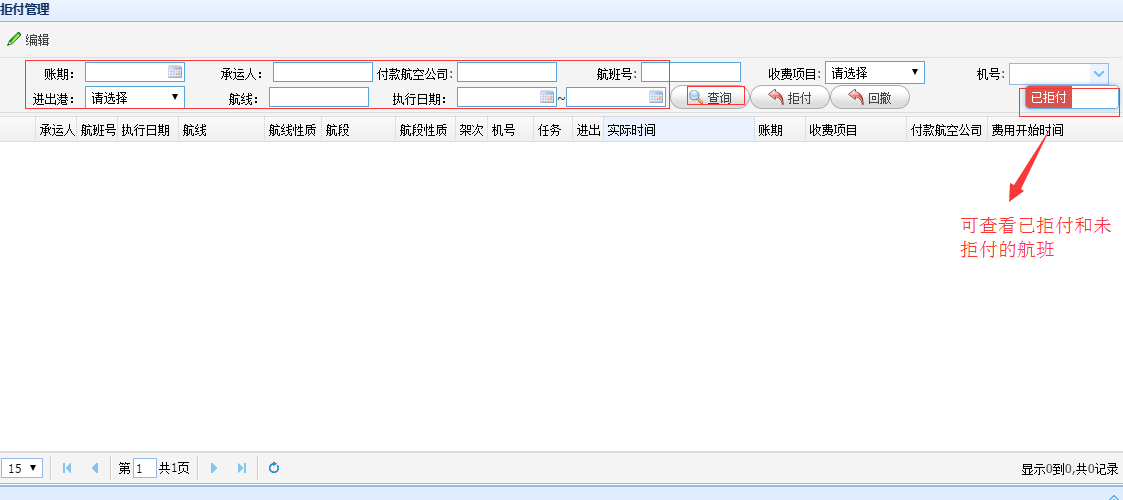 拒付管理
编辑
账期: 承运人: 付款航空公司: 航班号: 收费项目: 请选择 机号:
进出港: 请选择 航线: 执行日期: ~ 查询 拒付 回撤 已拒付
承运人 航班号 执行日期 航线 航线性质 航段 航段性质 架次 机号 任务 进出 实际时间 账期 收费项目 付款航空公司 费用开始时间
可查看已拒付和未
拒付的航班
15 第 1 共1页 显示0到0,共0记录